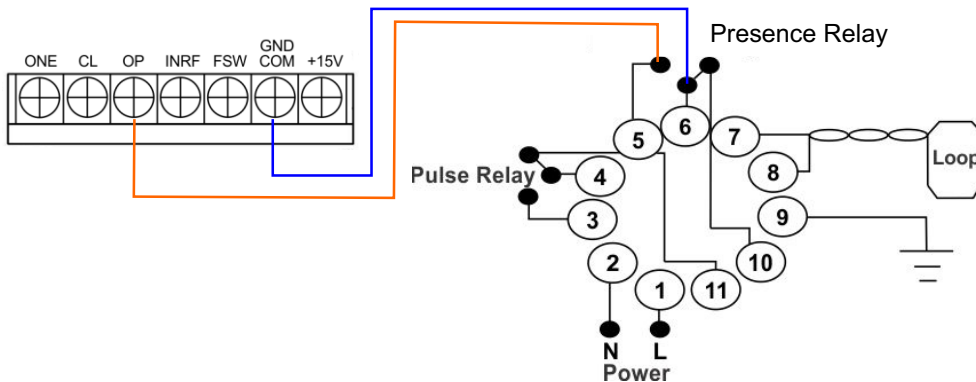 Presence Relay
GND
ONE CL OP INRF FSW COM +15V
6
5
7
Loop
8
Pulse Relay
4
3
9
2
10
1
11
N L
Power